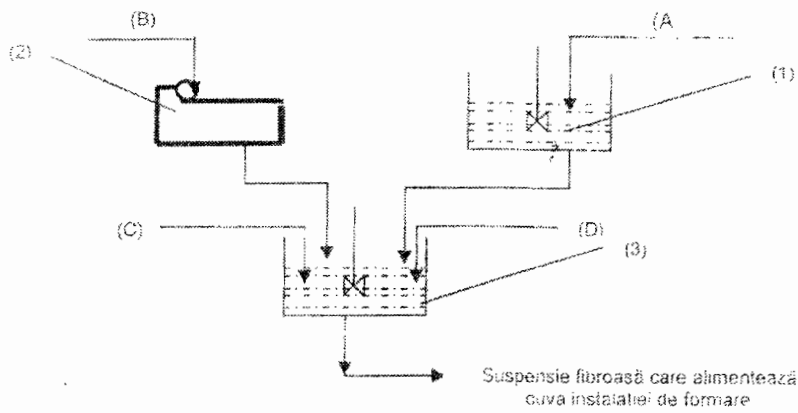 (B)
(A
(2)
(1)
(C)
(D)
(3)
Suspensie fibroasă care alimentează
cuva instalației de formare